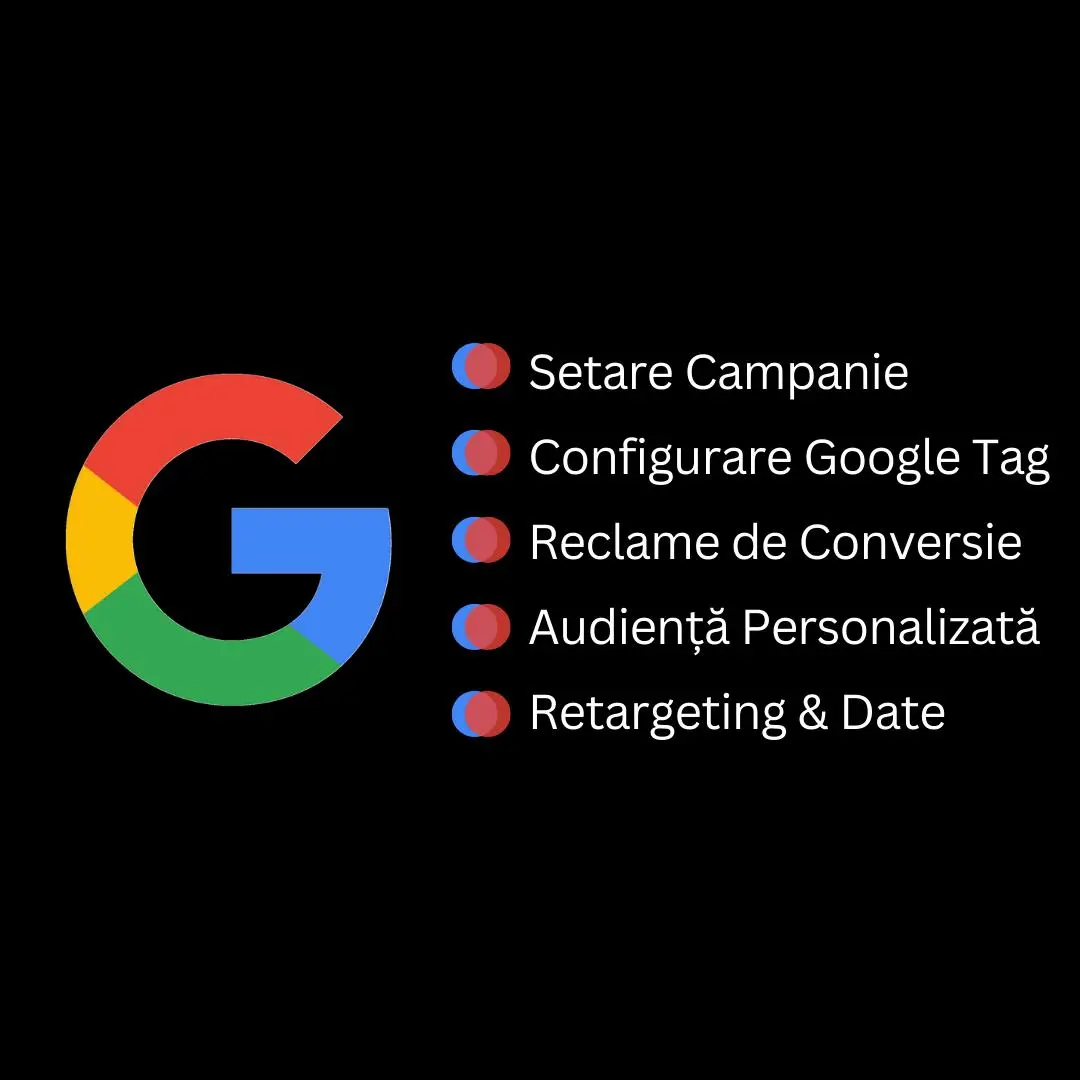 Setare Campanie
Configurare Google Tag
Reclame de Conversie
Audiență Personalizată
Retargeting & Date